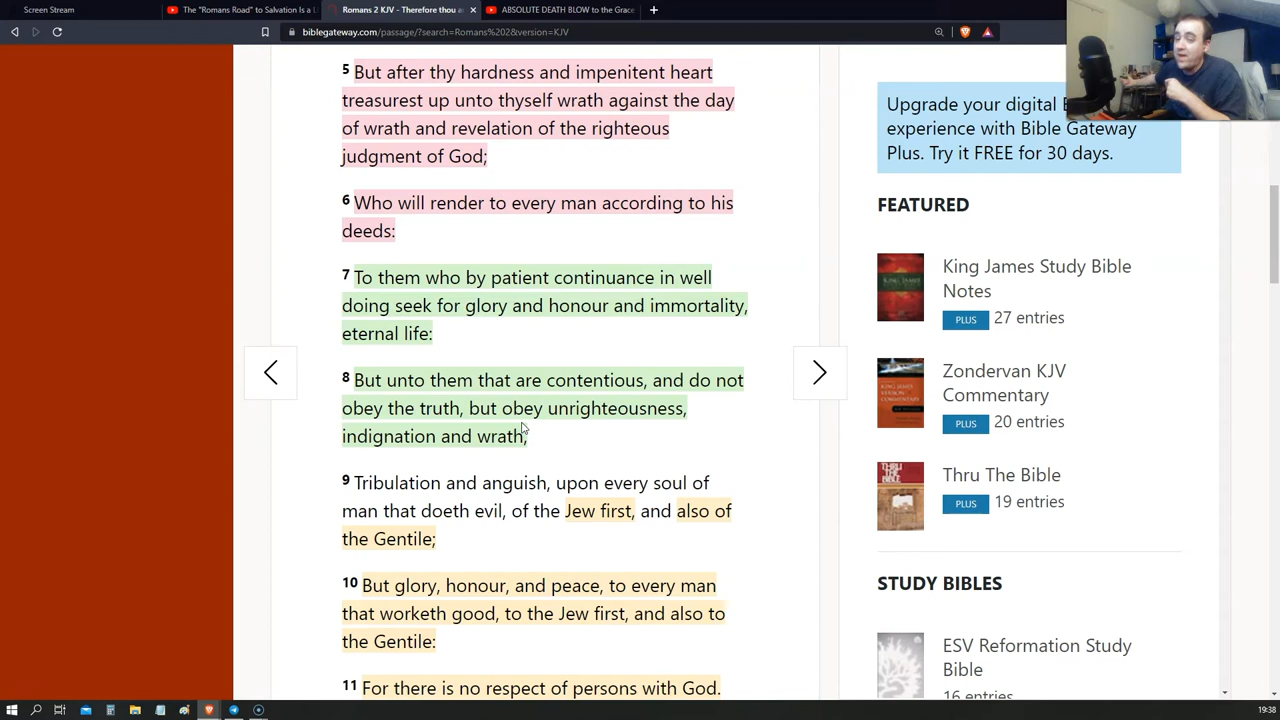 Screen Stream
The "Romans Road" to Salvation Is a L
Romans 2 KJV - Therefore thou a
ABSOLUTE DEATH BLOW to the Grace
biblegateway.com/passage/?search=Romans%202&version=KJV
5 But after thy hardness and impenitent heart
treasurest up unto thyself wrath against the day
of wrath and revelation of the righteous
judgment of God;
6 Who will render to every man according to his
deeds:
7 To them who by patient continuance in well
doing seek for glory and honour and immortality,
eternal life:
8 But unto them that are contentious, and do not
obey the truth, but obey unrighteousness,
indignation and wrath,
9 Tribulation and anguish, upon every soul of
man that doeth evil, of the Jew first, and also of
the Gentile;
10 But glory, honour, and peace, to every man
that worketh good, to the Jew first, and also to
the Gentile:
11 For there is no respect of persons with God.
Upgrade your digital
experience with Bible Gateway
Plus. Try it FREE for 30 days.
FEATURED
King James Study Bible
Notes
PLUS 27 entries
Zondervan KJV
Commentary
PLUS 20 entries
Thru The Bible
PLUS 19 entries
STUDY BIBLES
ESV Reformation Study
Bible
16 entries
19:38